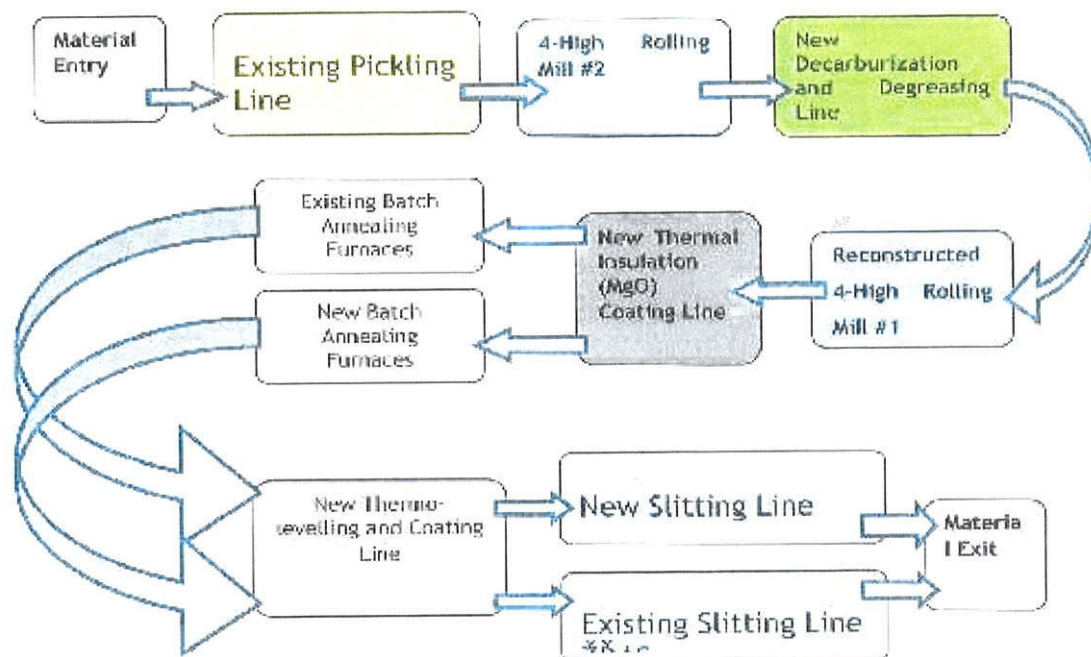 Material
Entry
Existing Pickling
Line
4-High Rolling
Mill #2
New
Decarburization
and Degreasing
Line
Existing Batch
Annealing
Furnaces
New Thermal
Insulation
(MgO)
Coating Line
Reconstructed
4-High Rolling
Mill #1
New Batch
Annealing
Furnaces
New Thermo-
levelling and Coating
Line
New Slitting Line
Materia
l Exit
Existing Slitting Line